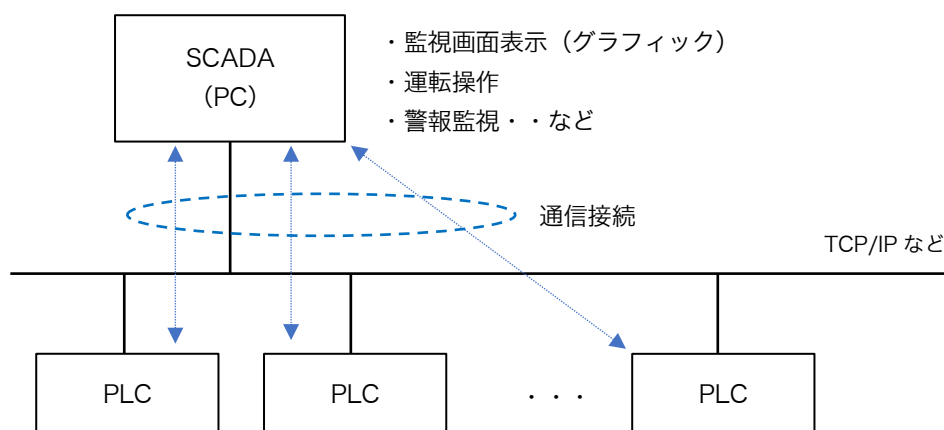 SCADA
（PC）
・監視画面表示（グラフィック）
・運転操作
・警報監視・・など
通信接続
TCP/IP など
PLC
PLC
・・・
PLC